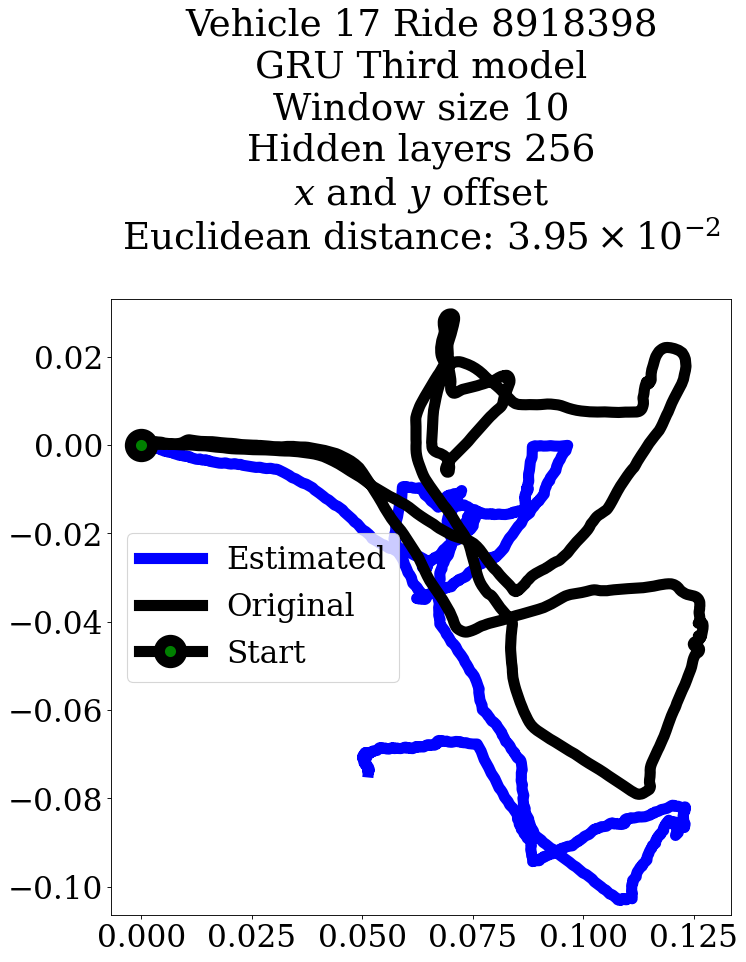 Vehicle 17 Ride 8918398
GRU Third model
Window size 10
Hidden layers 256
x and y offset
Euclidean distance: 3.95 × 10⁻²
0.02
0.00
−0.02
−0.04
−0.06
−0.08
−0.10
Estimated
Original
Start
0.000 0.025 0.050 0.075 0.100 0.125